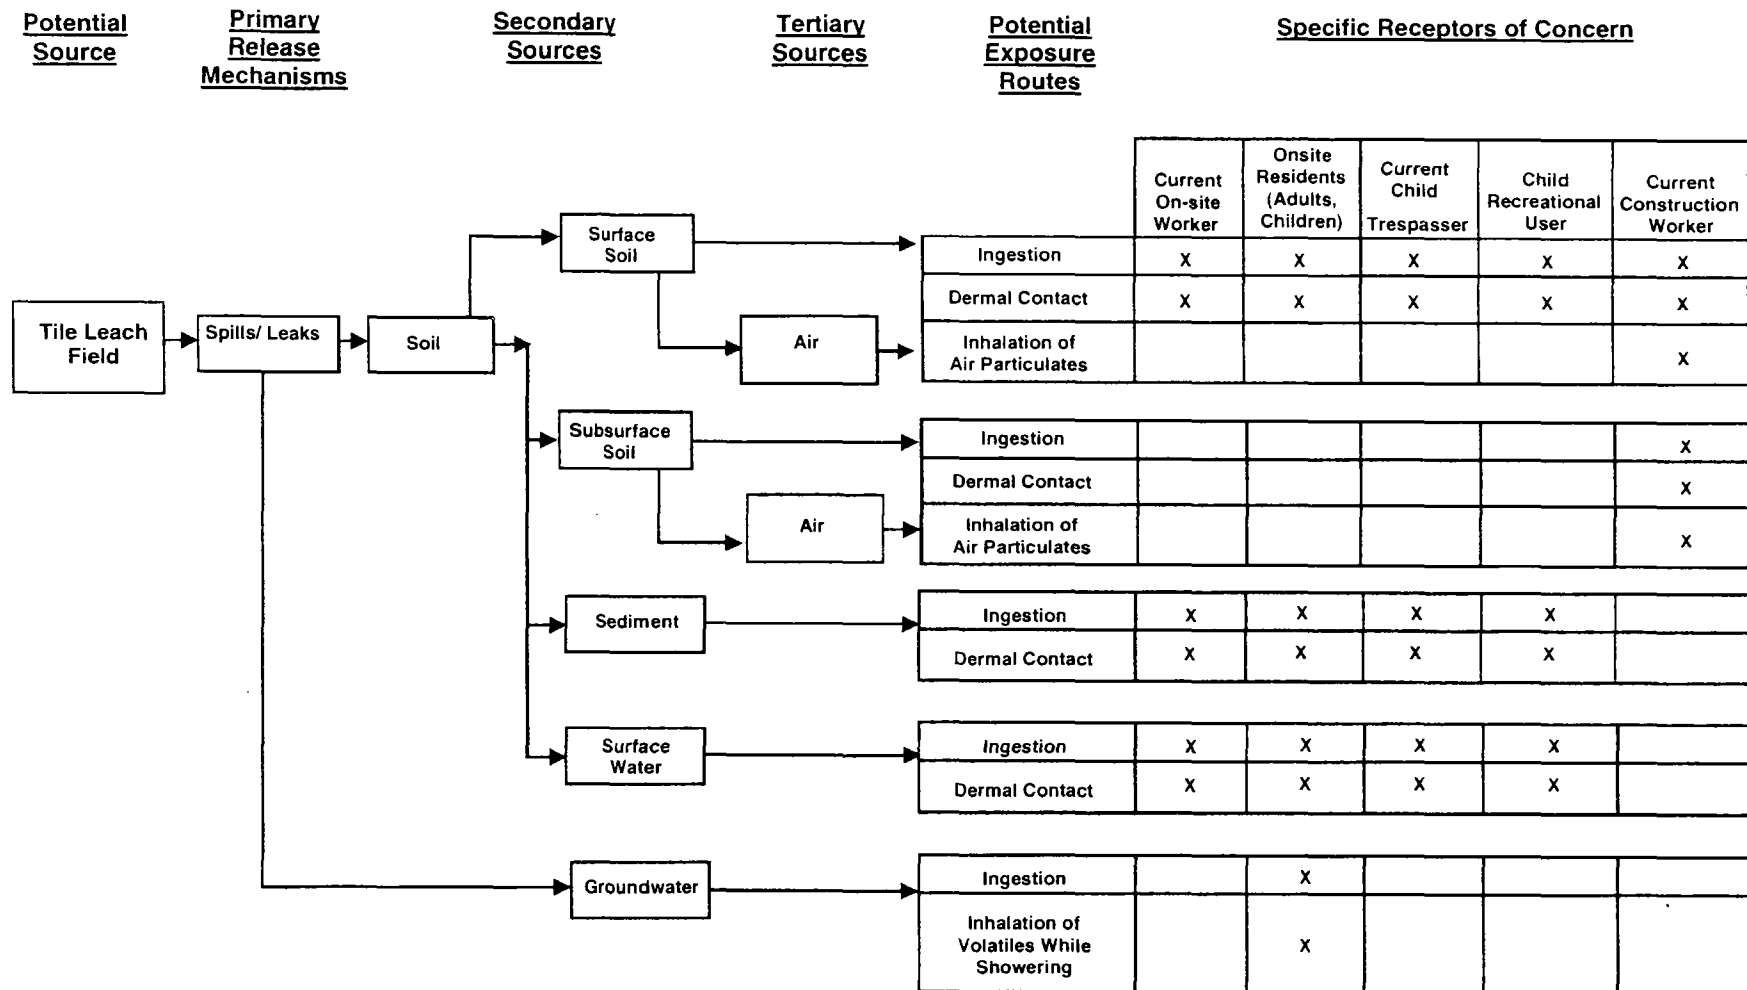 Potential
Source
Primary
Release
Mechanisms
Secondary
Sources
Tertiary
Sources
Potential
Exposure
Routes
Specific Receptors of Concern
Current
On-site
Worker
Onsite
Residents
(Adults,
Children)
Current
Child
Trespasser
Child
Recreational
User
Current
Construction
Worker
Tile Leach
Field
Spills/ Leaks
Soil
Surface
Soil
Air
Ingestion X X X X X
Dermal Contact X X X X X
Inhalation of
Air Particulates X
Subsurface
Soil
Air
Ingestion X
Dermal Contact X
Inhalation of
Air Particulates X
Sediment
Ingestion X X X X
Dermal Contact X X X X
Surface
Water
Ingestion X X X X
Dermal Contact X X X X
Groundwater
Ingestion X
Inhalation of
Volatiles While X
Showering